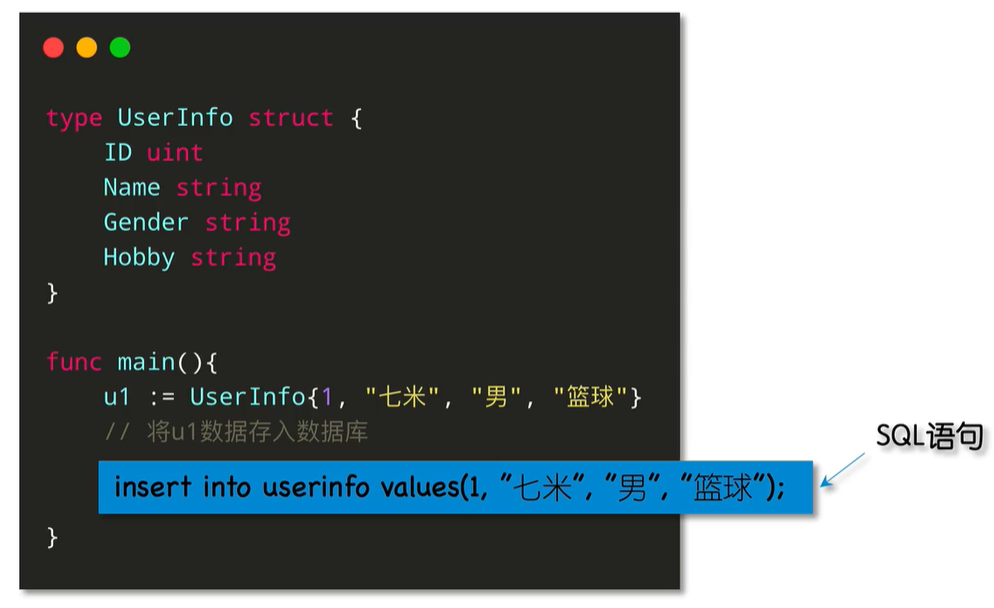 type UserInfo struct {
    ID uint
    Name string
    Gender string
    Hobby string
}
func main(){
    u1 := UserInfo{1, "七米", "男", "篮球"}
    // 将u1数据存入数据库
SQL语句
    insert into userinfo values(1, "七米", "男", "篮球");
}